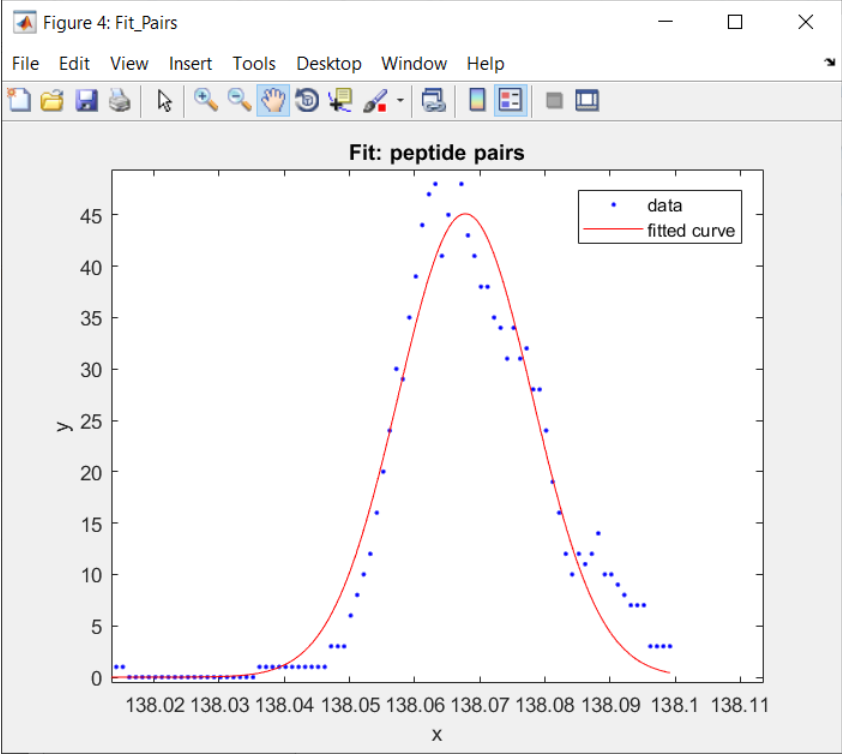 Figure 4: Fit_Pairs
File Edit View Insert Tools Desktop Window Help
Fit: peptide pairs
data
fitted curve
45
40
35
30
25
20
15
10
5
0
y
138.02 138.03 138.04 138.05 138.06 138.07 138.08 138.09 138.1 138.11
x